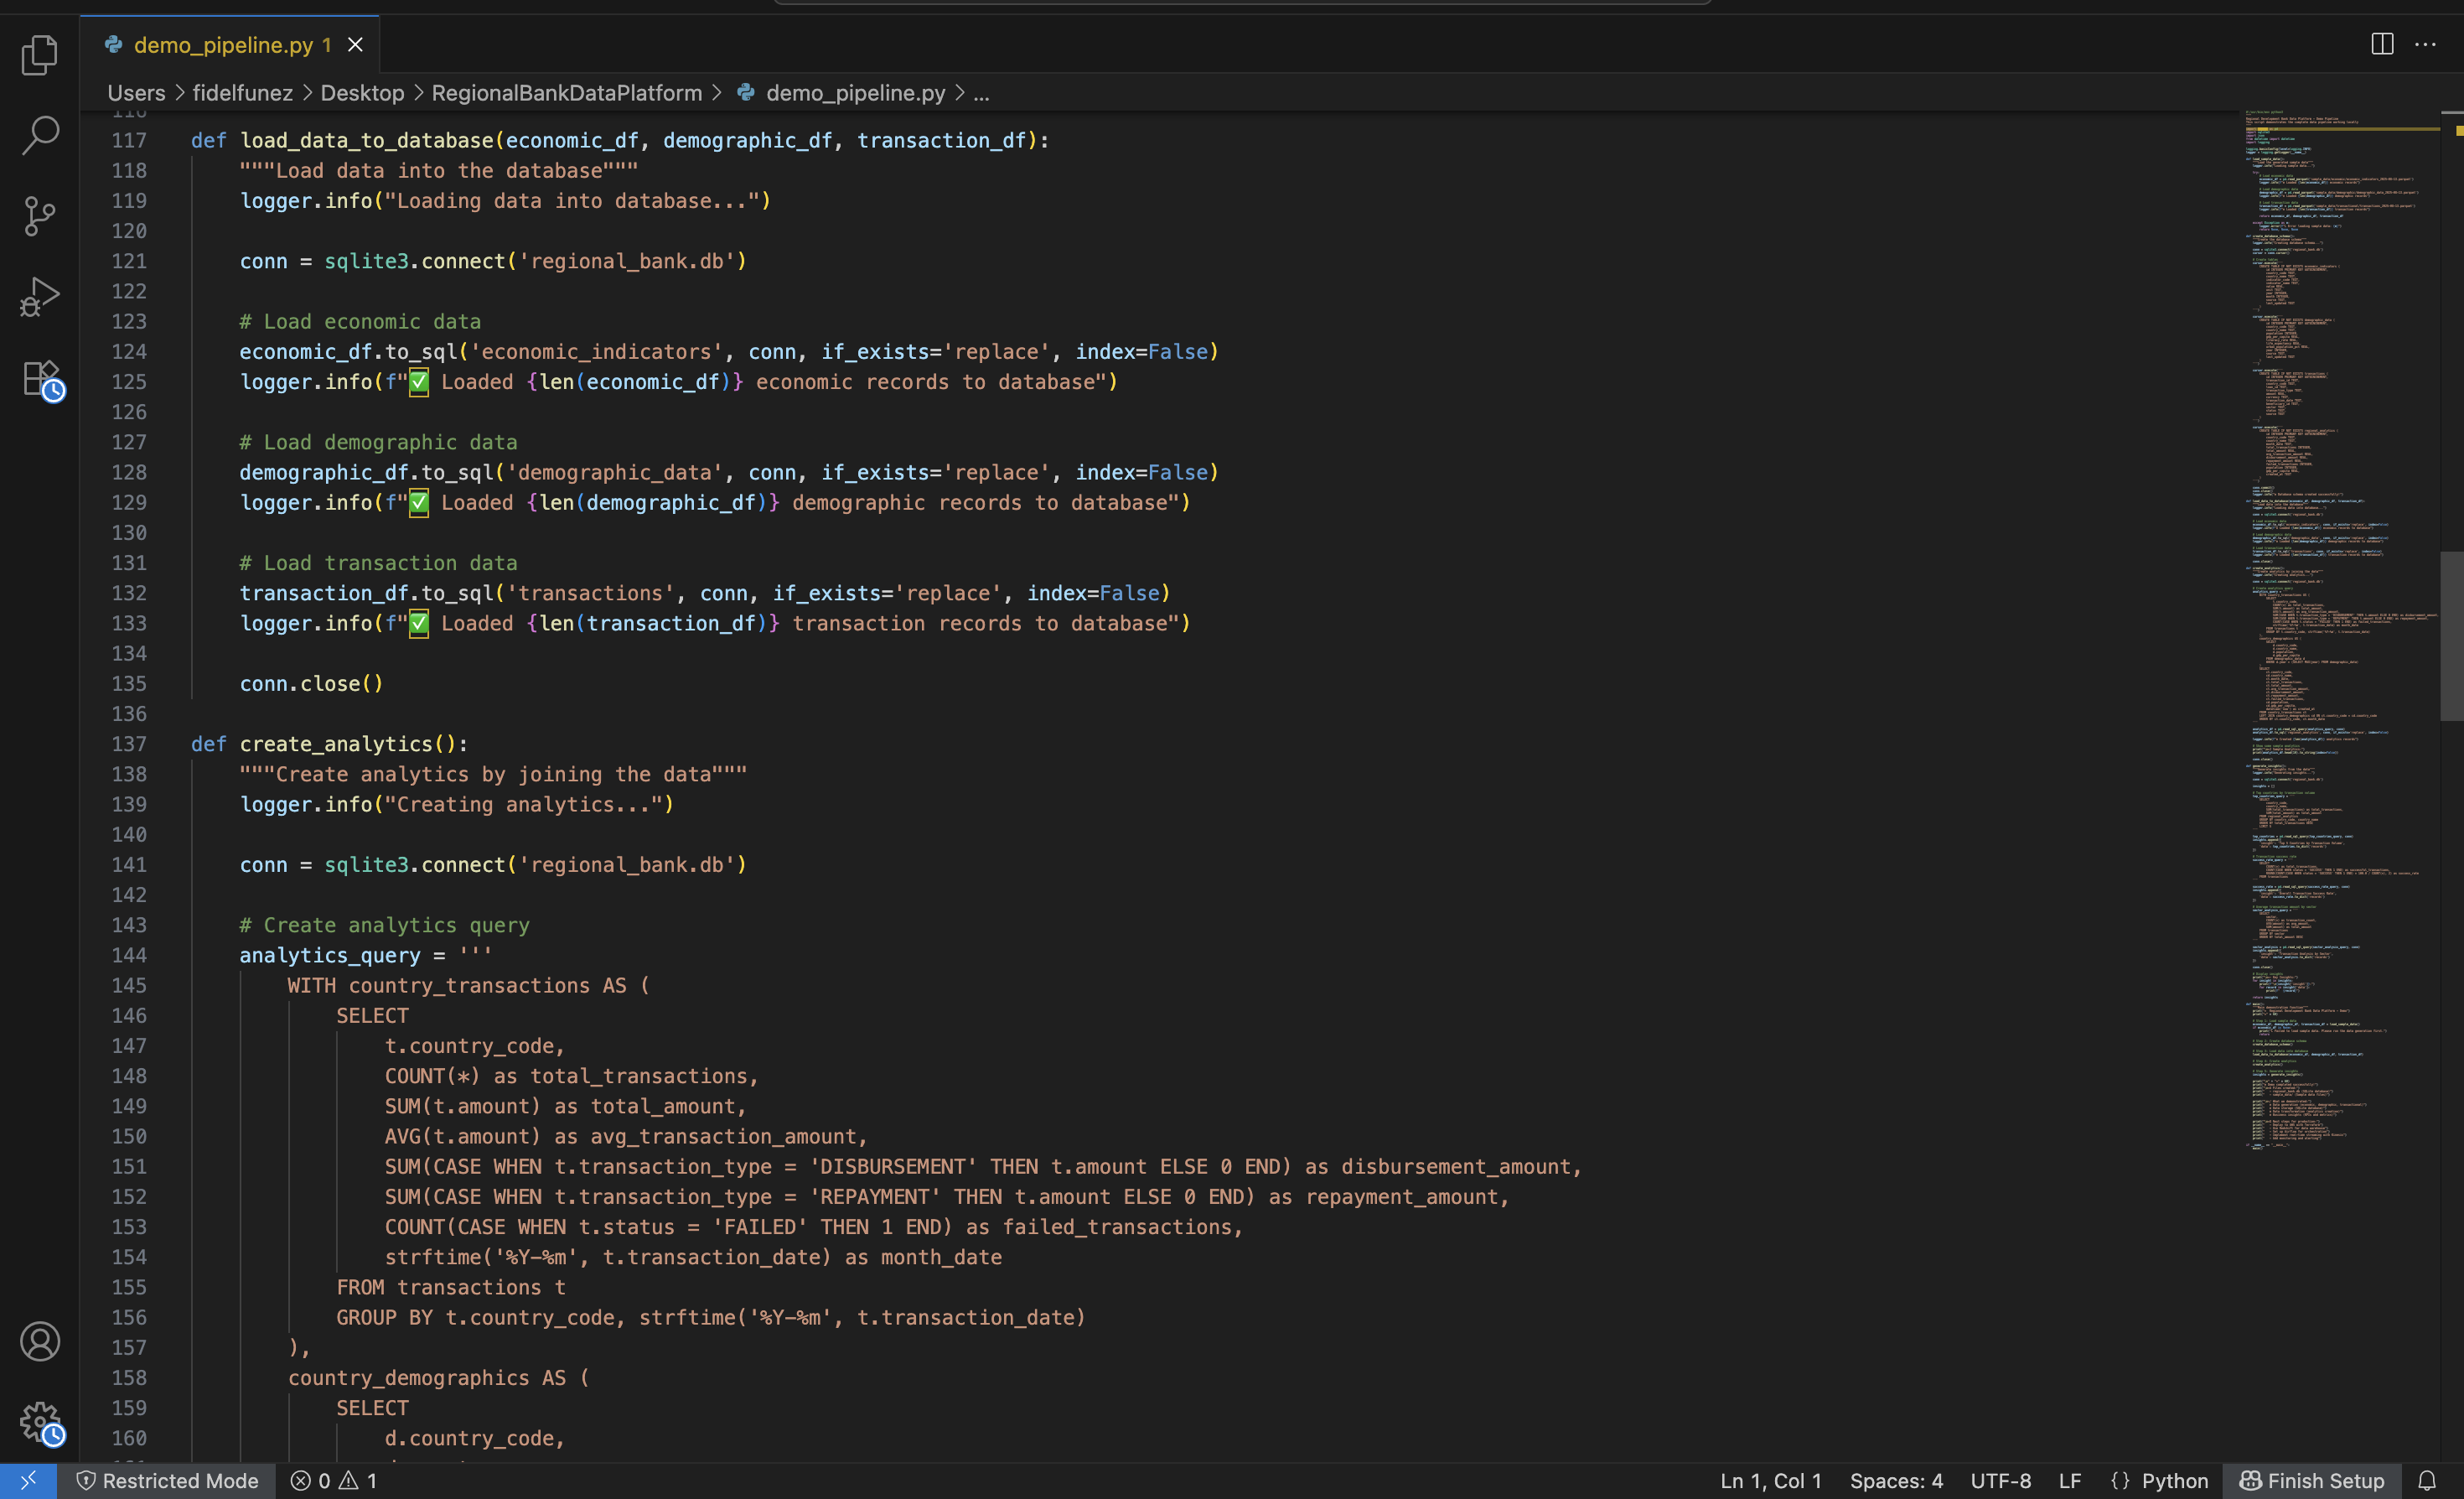 demo_pipeline.py 1
Users > fidelfunez > Desktop > RegionalBankDataPlatform > demo_pipeline.py > ...
116
117 def load_data_to_database(economic_df, demographic_df, transaction_df):
118     """Load data into the database"""
119     logger.info("Loading data into database...")
120
121     conn = sqlite3.connect('regional_bank.db')
122
123     # Load economic data
124     economic_df.to_sql('economic_indicators', conn, if_exists='replace', index=False)
125     logger.info(f"✅ Loaded {len(economic_df)} economic records to database")
126
127     # Load demographic data
128     demographic_df.to_sql('demographic_data', conn, if_exists='replace', index=False)
129     logger.info(f"✅ Loaded {len(demographic_df)} demographic records to database")
130
131     # Load transaction data
132     transaction_df.to_sql('transactions', conn, if_exists='replace', index=False)
133     logger.info(f"✅ Loaded {len(transaction_df)} transaction records to database")
134
135     conn.close()
136
137 def create_analytics():
138     """Create analytics by joining the data"""
139     logger.info("Creating analytics...")
140
141     conn = sqlite3.connect('regional_bank.db')
142
143     # Create analytics query
144     analytics_query = '''
145         WITH country_transactions AS (
146             SELECT
147                 t.country_code,
148                 COUNT(*) as total_transactions,
149                 SUM(t.amount) as total_amount,
150                 AVG(t.amount) as avg_transaction_amount,
151                 SUM(CASE WHEN t.transaction_type = 'DISBURSEMENT' THEN t.amount ELSE 0 END) as disbursement_amount,
152                 SUM(CASE WHEN t.transaction_type = 'REPAYMENT' THEN t.amount ELSE 0 END) as repayment_amount,
153                 COUNT(CASE WHEN t.status = 'FAILED' THEN 1 END) as failed_transactions,
154                 strftime('%Y-%m', t.transaction_date) as month_date
155             FROM transactions t
156             GROUP BY t.country_code, strftime('%Y-%m', t.transaction_date)
157         ),
158         country_demographics AS (
159             SELECT
160                 d.country_code,
Restricted Mode 0 1 Ln 1, Col 1 Spaces: 4 UTF-8 LF {} Python Finish Setup